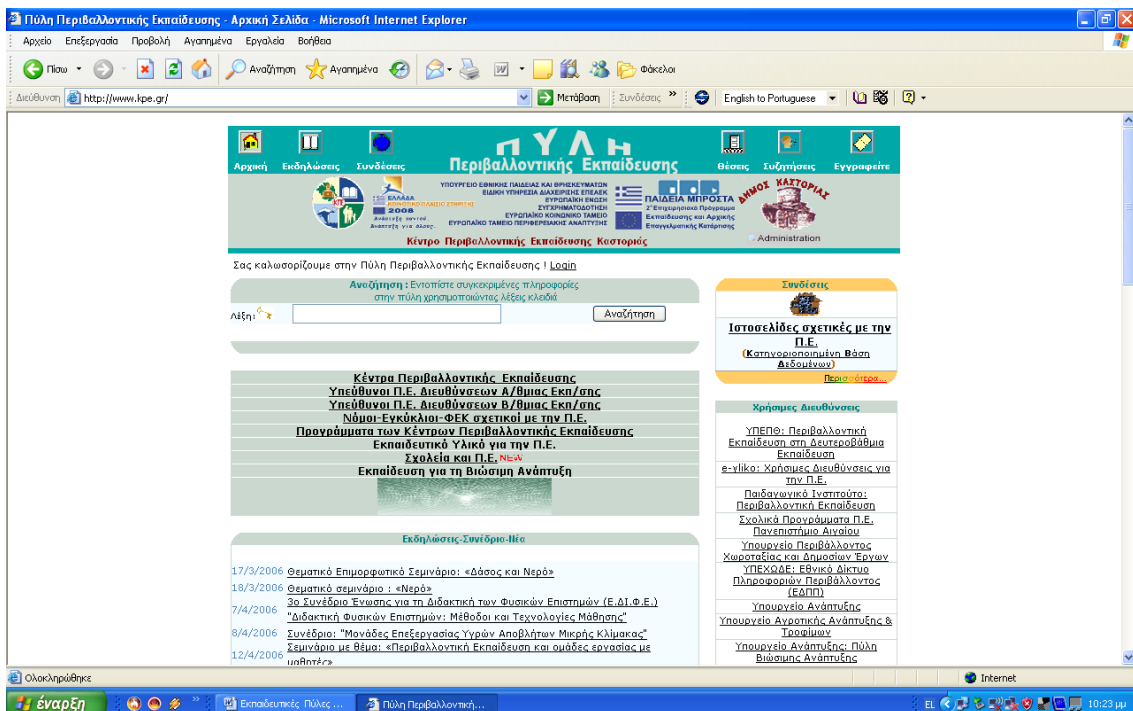 Πύλη Περιβαλλοντικής Εκπαίδευσης - Αρχική Σελίδα - Microsoft Internet Explorer
Αρχείο Επεξεργασία Προβολή Αγαπημένα Εργαλεία Βοήθεια
Πίσω Αναζήτηση Αγαπημένα Φάκελοι
Διεύθυνση http://www.kpe.gr/ Μετάβαση Συνδέσεις » English to Portuguese
ΠΥΛΗ
Περιβαλλοντικής Εκπαίδευσης
Αρχική Εκδηλώσεις Συνδέσεις Θέσεις Συζητήσεις Εγγραφείτε
ΚΠΕ
ΕΛΛΑΔΑ
ΚΟΙΝΟΤΙΚΟ ΠΛΑΙΣΙΟ ΣΤΗΡΙΞΗΣ
2008
Ανάπτυξη παντού.
Ανάπτυξη για όλους.
ΥΠΟΥΡΓΕΙΟ ΕΘΝΙΚΗΣ ΠΑΙΔΕΙΑΣ ΚΑΙ ΘΡΗΣΚΕΥΜΑΤΩΝ
ΕΙΔΙΚΗ ΥΠΗΡΕΣΙΑ ΔΙΑΧΕΙΡΙΣΗΣ ΕΠΕΑΕΚ
ΕΥΡΩΠΑΪΚΗ ΕΝΩΣΗ
ΣΥΓΧΡΗΜΑΤΟΔΟΤΗΣΗ
ΕΥΡΩΠΑΪΚΟ ΚΟΙΝΩΝΙΚΟ ΤΑΜΕΙΟ
ΕΥΡΩΠΑΪΚΟ ΤΑΜΕΙΟ ΠΕΡΙΦΕΡΕΙΑΚΗΣ ΑΝΑΠΤΥΞΗΣ
ΠΑΙΔΕΙΑ ΜΠΡΟΣΤΑ
2ο Επιχειρησιακό Πρόγραμμα
Εκπαίδευσης και Αρχικής
Επαγγελματικής Κατάρτισης
ΔΗΜΟΣ ΚΑΣΤΟΡΙΑΣ
Administration
Κέντρο Περιβαλλοντικής Εκπαίδευσης Καστοριάς
Σας καλωσορίζουμε στην Πύλη Περιβαλλοντικής Εκπαίδευσης ! Login
Αναζήτηση : Εντοπίστε συγκεκριμένες πληροφορίες
στην πύλη χρησιμοποιώντας λέξεις κλειδιά
Λέξη: Αναζήτηση
Κέντρα Περιβαλλοντικής Εκπαίδευσης
Υπεύθυνοι Π.Ε. Διευθύνσεων Α/θμιας Εκπ/σης
Υπεύθυνοι Π.Ε. Διευθύνσεων Β/θμιας Εκπ/σης
Νόμοι-Εγκύκλιοι-ΦΕΚ σχετικοί με την Π.Ε.
Προγράμματα των Κέντρων Περιβαλλοντικής Εκπαίδευσης
Εκπαιδευτικό Υλικό για την Π.Ε.
Σχολεία και Π.Ε. NEW
Εκπαίδευση για τη Βιώσιμη Ανάπτυξη
Εκδηλώσεις-Συνέδρια-Νέα
17/3/2006 Θεματικό Επιμορφωτικό Σεμινάριο: «Δάσος και Νερό»
18/3/2006 Θεματικό σεμινάριο : «Νερό»
7/4/2006 3ο Συνέδριο Ένωσης για τη Διδακτική των Φυσικών Επιστημών (Ε.ΔΙ.Φ.Ε.)
"Διδακτική Φυσικών Επιστημών: Μέθοδοι και Τεχνολογίες Μάθησης"
8/4/2006 Συνέδριο: "Μονάδες Επεξεργασίας Υγρών Αποβλήτων Μικρής Κλίμακας"
12/4/2006 Σεμινάριο με θέμα: «Περιβαλλοντική Εκπαίδευση και ομάδες εργασίας με
μαθητές»
Συνδέσεις
Ιστοσελίδες σχετικές με την
Π.Ε.
(Κατηγοριοποιημένη Βάση
Δεδομένων)
Περισσότερα...
Χρήσιμες Διευθύνσεις
ΥΠΕΠΘ: Περιβαλλοντική
Εκπαίδευση στη Δευτεροβάθμια
Εκπαίδευση
e-yliko: Χρήσιμες Διευθύνσεις για
την Π.Ε.
Παιδαγωγικό Ινστιτούτο:
Περιβαλλοντική Εκπαίδευση
Σχολικά Προγράμματα Π.Ε.
Πανεπιστήμιο Αιγαίου
Υπουργείο Περιβάλλοντος
Χωροταξίας και Δημοσίων Έργων
ΥΠΕΧΩΔΕ: Εθνικό Δίκτυο
Πληροφοριών Περιβάλλοντος
(ΕΔΠΠ)
Υπουργείο Ανάπτυξης
Υπουργείο Αγροτικής Ανάπτυξης &
Τροφίμων
Υπουργείο Ανάπτυξης: Πύλη
Βιώσιμης Ανάπτυξης
Ολοκληρώθηκε Internet
έναρξη Εκπαιδευτικές Πύλες ... Πύλη Περιβαλλοντική... EL 10:23 μμ